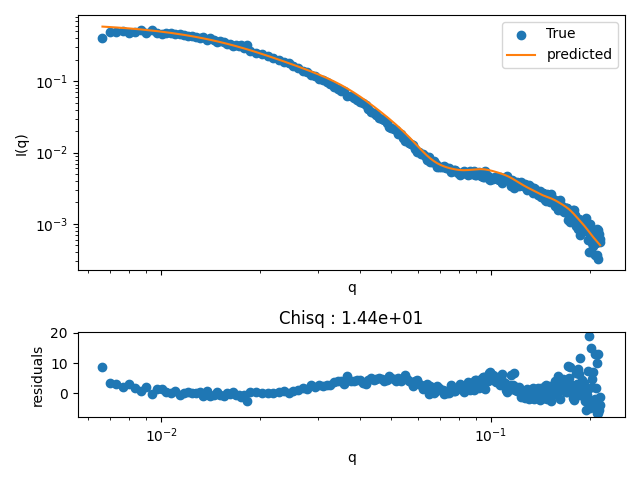 True
predicted
10⁻¹
10⁻²
10⁻³
I(q)
q
Chisq : 1.44e+01
20
10
0
residuals
10⁻²
10⁻¹
q